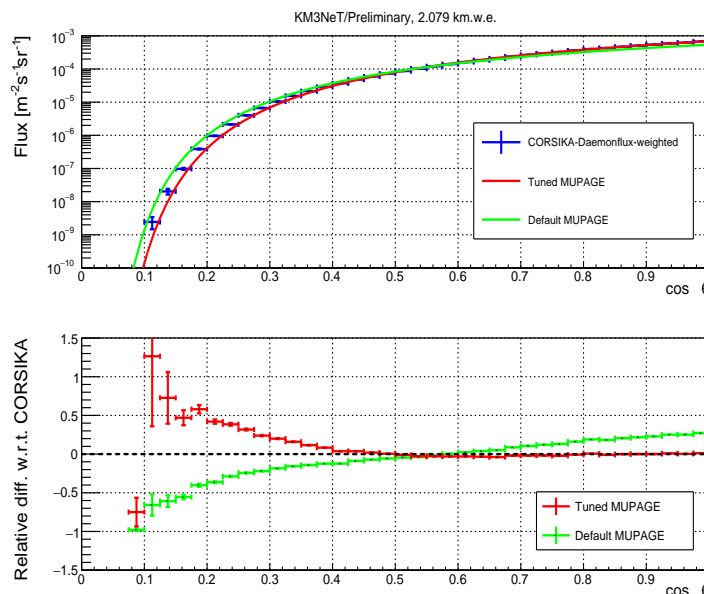 KM3NeT/Preliminary, 2.079 km.w.e.
Flux [m⁻²s⁻¹sr⁻¹]
10⁻³
10⁻⁴
10⁻⁵
10⁻⁶
10⁻⁷
10⁻⁸
10⁻⁹
10⁻¹⁰
CORSIKA-Daemonflux-weighted
Tuned MUPAGE
Default MUPAGE
0 0.1 0.2 0.3 0.4 0.5 0.6 0.7 0.8 0.9
cos θ
Relative diff. w.r.t. CORSIKA
1.5
1
0.5
0
−0.5
−1
−1.5
Tuned MUPAGE
Default MUPAGE
0 0.1 0.2 0.3 0.4 0.5 0.6 0.7 0.8 0.9
cos θ